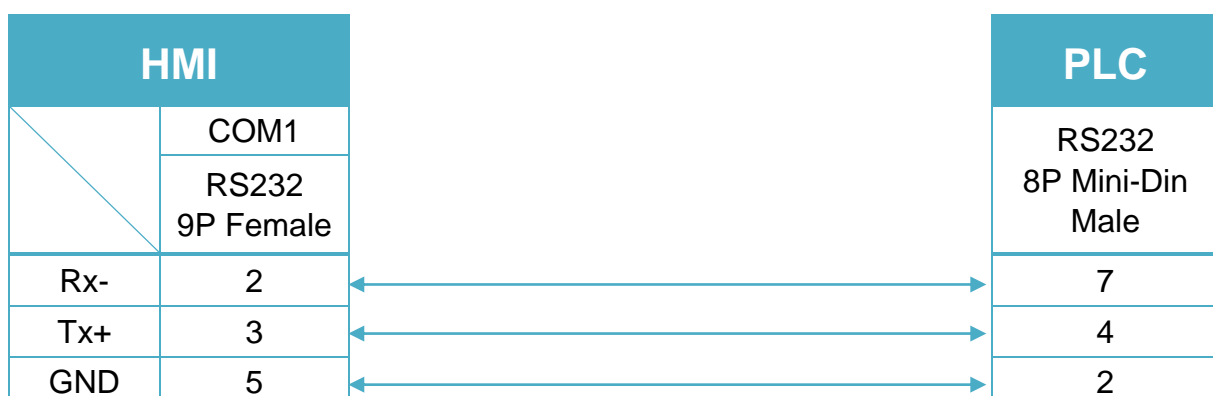 HMI
PLC
COM1
RS232
9P Female
RS232
8P Mini-Din
Male
Rx-
2
7
Tx+
3
4
GND
5
2